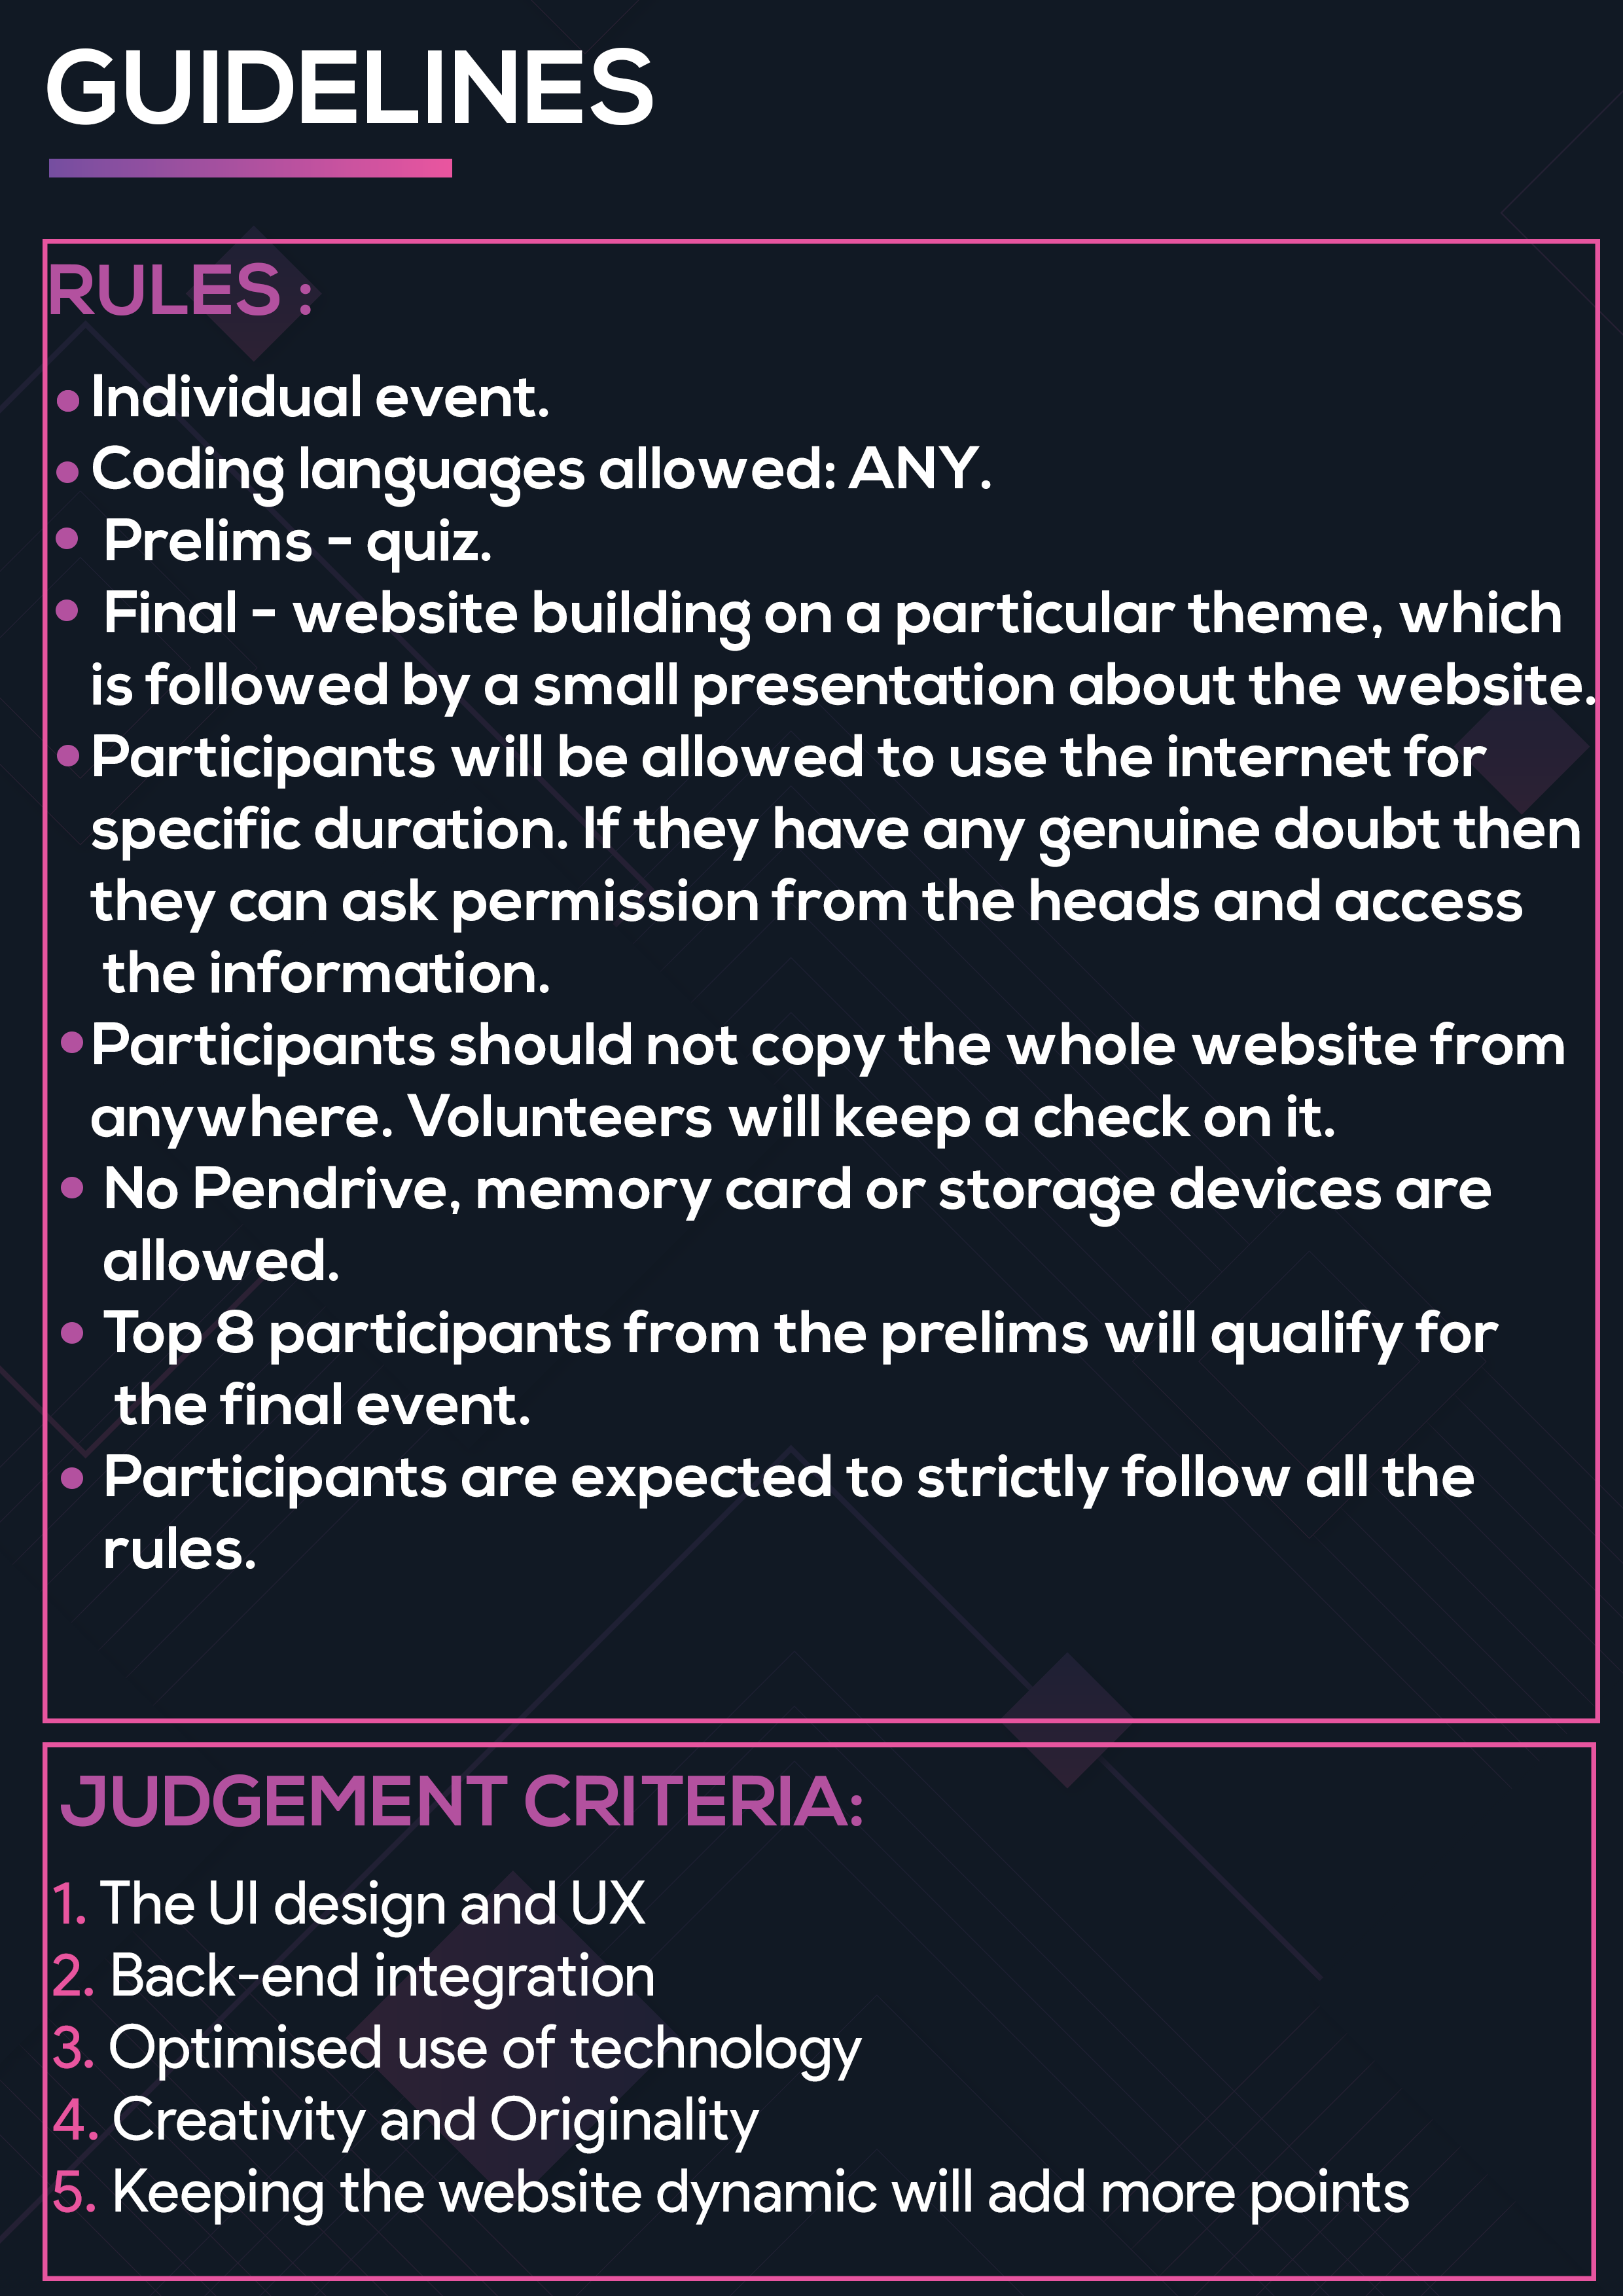 GUIDELINES
RULES :
• Individual event.
• Coding languages allowed: ANY.
• Prelims - quiz.
• Final - website building on a particular theme, which
is followed by a small presentation about the website.
• Participants will be allowed to use the internet for
specific duration. If they have any genuine doubt then
they can ask permission from the heads and access
the information.
• Participants should not copy the whole website from
anywhere. Volunteers will keep a check on it.
• No Pendrive, memory card or storage devices are
allowed.
• Top 8 participants from the prelims will qualify for
the final event.
• Participants are expected to strictly follow all the
rules.
JUDGEMENT CRITERIA:
1. The UI design and UX
2. Back-end integration
3. Optimised use of technology
4. Creativity and Originality
5. Keeping the website dynamic will add more points